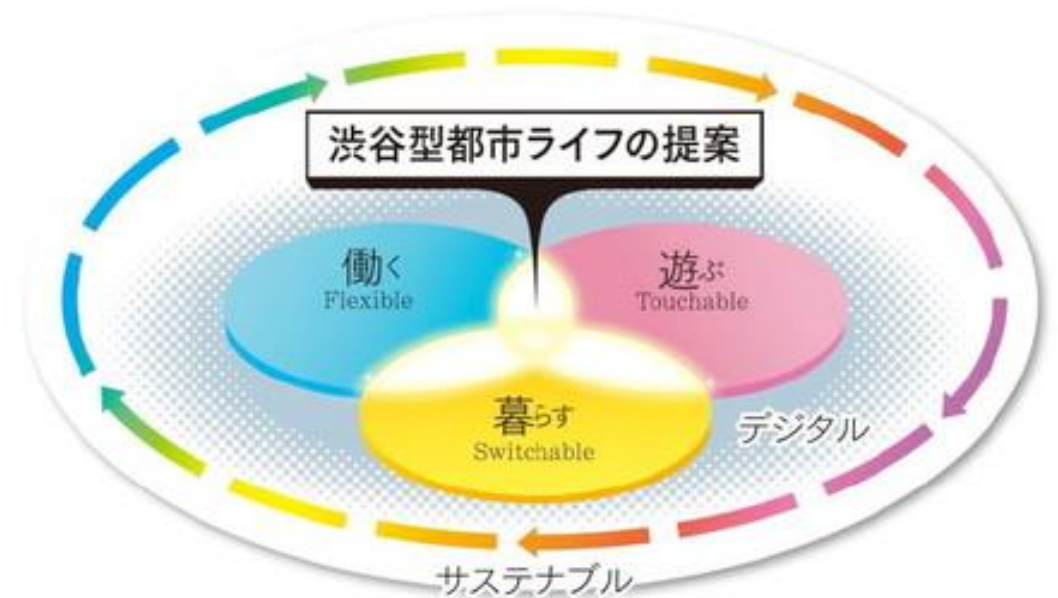 渋谷型都市ライフの提案
働く
Flexible
遊ぶ
Touchable
暮らす
Switchable
デジタル
サステナブル